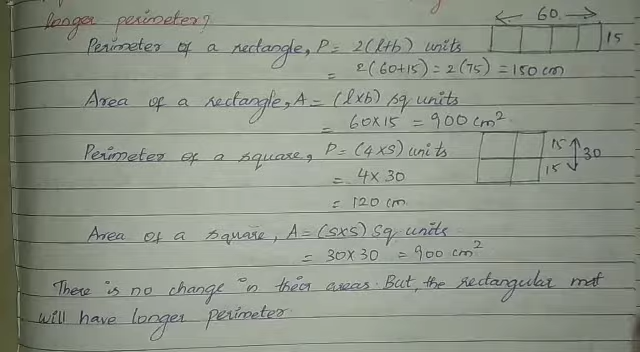 longer perimeter?
← 60 →
Perimeter of a rectangle, P = 2(l+b) units
15
= 2(60+15) = 2(75) = 150 cm
Area of a rectangle, A = (l×b) sq units
= 60×15 = 900 cm².
Perimeter of a square, P = (4×S) units
15
30
= 4 × 30
15
= 120 cm
Area of a square, A = (S×S) Sq units
= 30×30 = 900 cm²
There is no change in their areas. But, the rectangular mat
will have longer perimeter